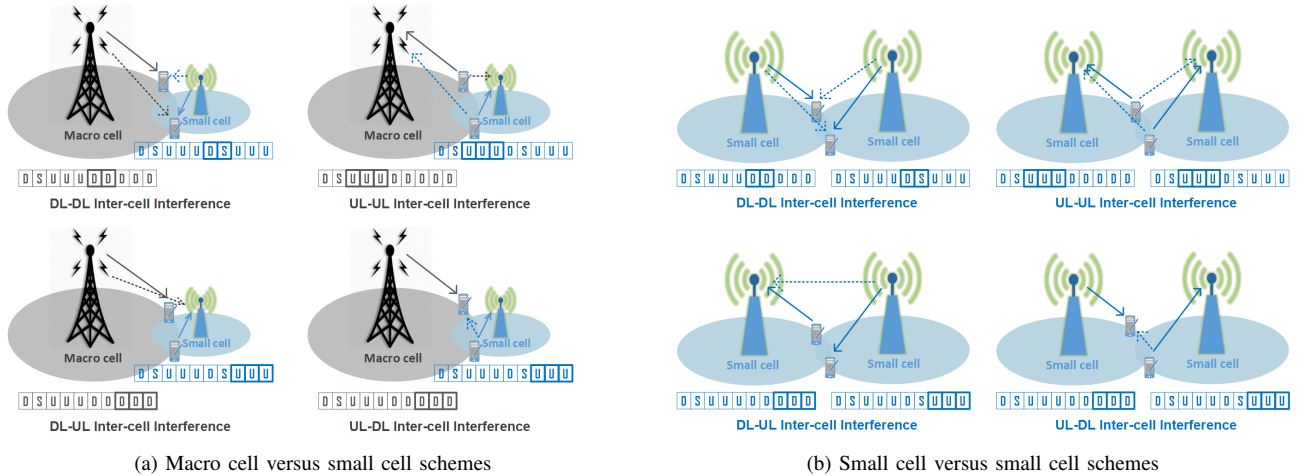 Macro cell
Small cell
D S U U U D S U U U
D S U U U D D D D D
DL-DL Inter-cell Interference
Macro cell
Small cell
D S U U U D S U U U
D S U U U D D D D D
UL-UL Inter-cell Interference
Macro cell
Small cell
D S U U U D S U U U
D S U U U D D D D D
DL-UL Inter-cell Interference
Macro cell
Small cell
D S U U U D S U U U
D S U U U D D D D D
UL-DL Inter-cell Interference
(a) Macro cell versus small cell schemes
Small cell
Small cell
D S U U U D D D D D
D S U U U D S U U U
DL-DL Inter-cell Interference
Small cell
Small cell
D S U U U D D D D D
D S U U U D S U U U
UL-UL Inter-cell Interference
Small cell
Small cell
D S U U U D D D D D
D S U U U D S U U U
DL-UL Inter-cell Interference
Small cell
Small cell
D S U U U D D D D D
D S U U U D S U U U
UL-DL Inter-cell Interference
(b) Small cell versus small cell schemes